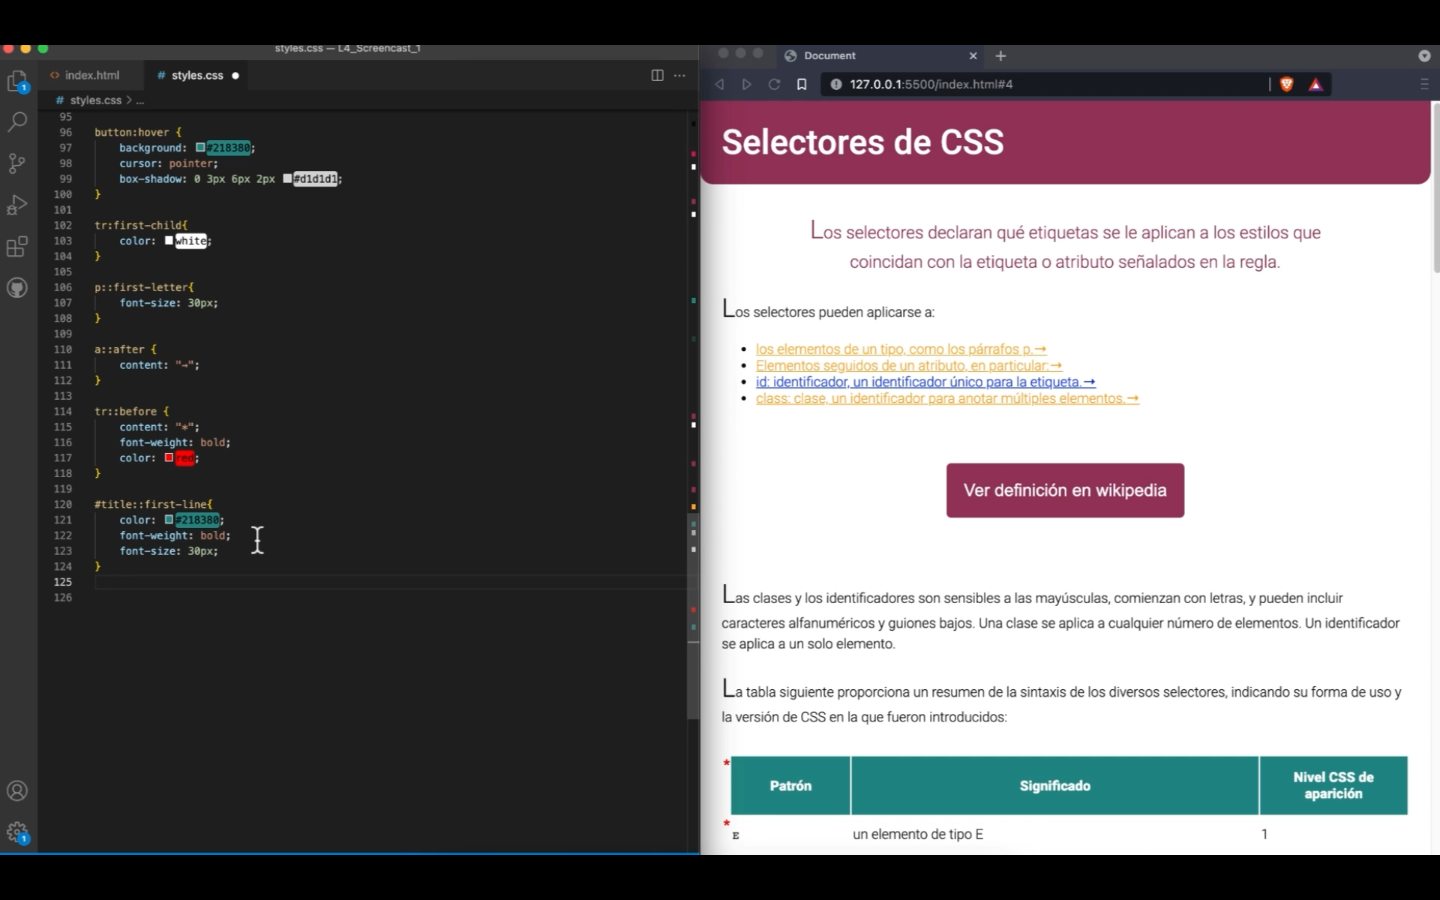 styles.css — L4_Screencast_1
index.html
styles.css
styles.css > ...
95
96 button:hover {
97 background: #218380;
98 cursor: pointer;
99 box-shadow: 0 3px 6px 2px #d1d1d1;
100 }
101
102 tr:first-child{
103 color: white;
104 }
105
106 p::first-letter{
107 font-size: 30px;
108 }
109
110 a::after {
111 content: "→";
112 }
113
114 tr::before {
115 content: "*";
116 font-weight: bold;
117 color: red;
118 }
119
120 #title::first-line{
121 color: #218380;
122 font-weight: bold;
123 font-size: 30px;
124 }
125
126
1
1
Document
127.0.0.1:5500/index.html#4
Selectores de CSS
Los selectores declaran qué etiquetas se le aplican a los estilos que
coincidan con la etiqueta o atributo señalados en la regla.
Los selectores pueden aplicarse a:
• los elementos de un tipo, como los párrafos p.→
• Elementos seguidos de un atributo, en particular:→
• id: identificador, un identificador único para la etiqueta.→
• class: clase, un identificador para anotar múltiples elementos.→
Ver definición en wikipedia
Las clases y los identificadores son sensibles a las mayúsculas, comienzan con letras, y pueden incluir
caracteres alfanuméricos y guiones bajos. Una clase se aplica a cualquier número de elementos. Un identificador
se aplica a un solo elemento.
La tabla siguiente proporciona un resumen de la sintaxis de los diversos selectores, indicando su forma de uso y
la versión de CSS en la que fueron introducidos:
* Patrón Significado Nivel CSS de
aparición
* E un elemento de tipo E 1